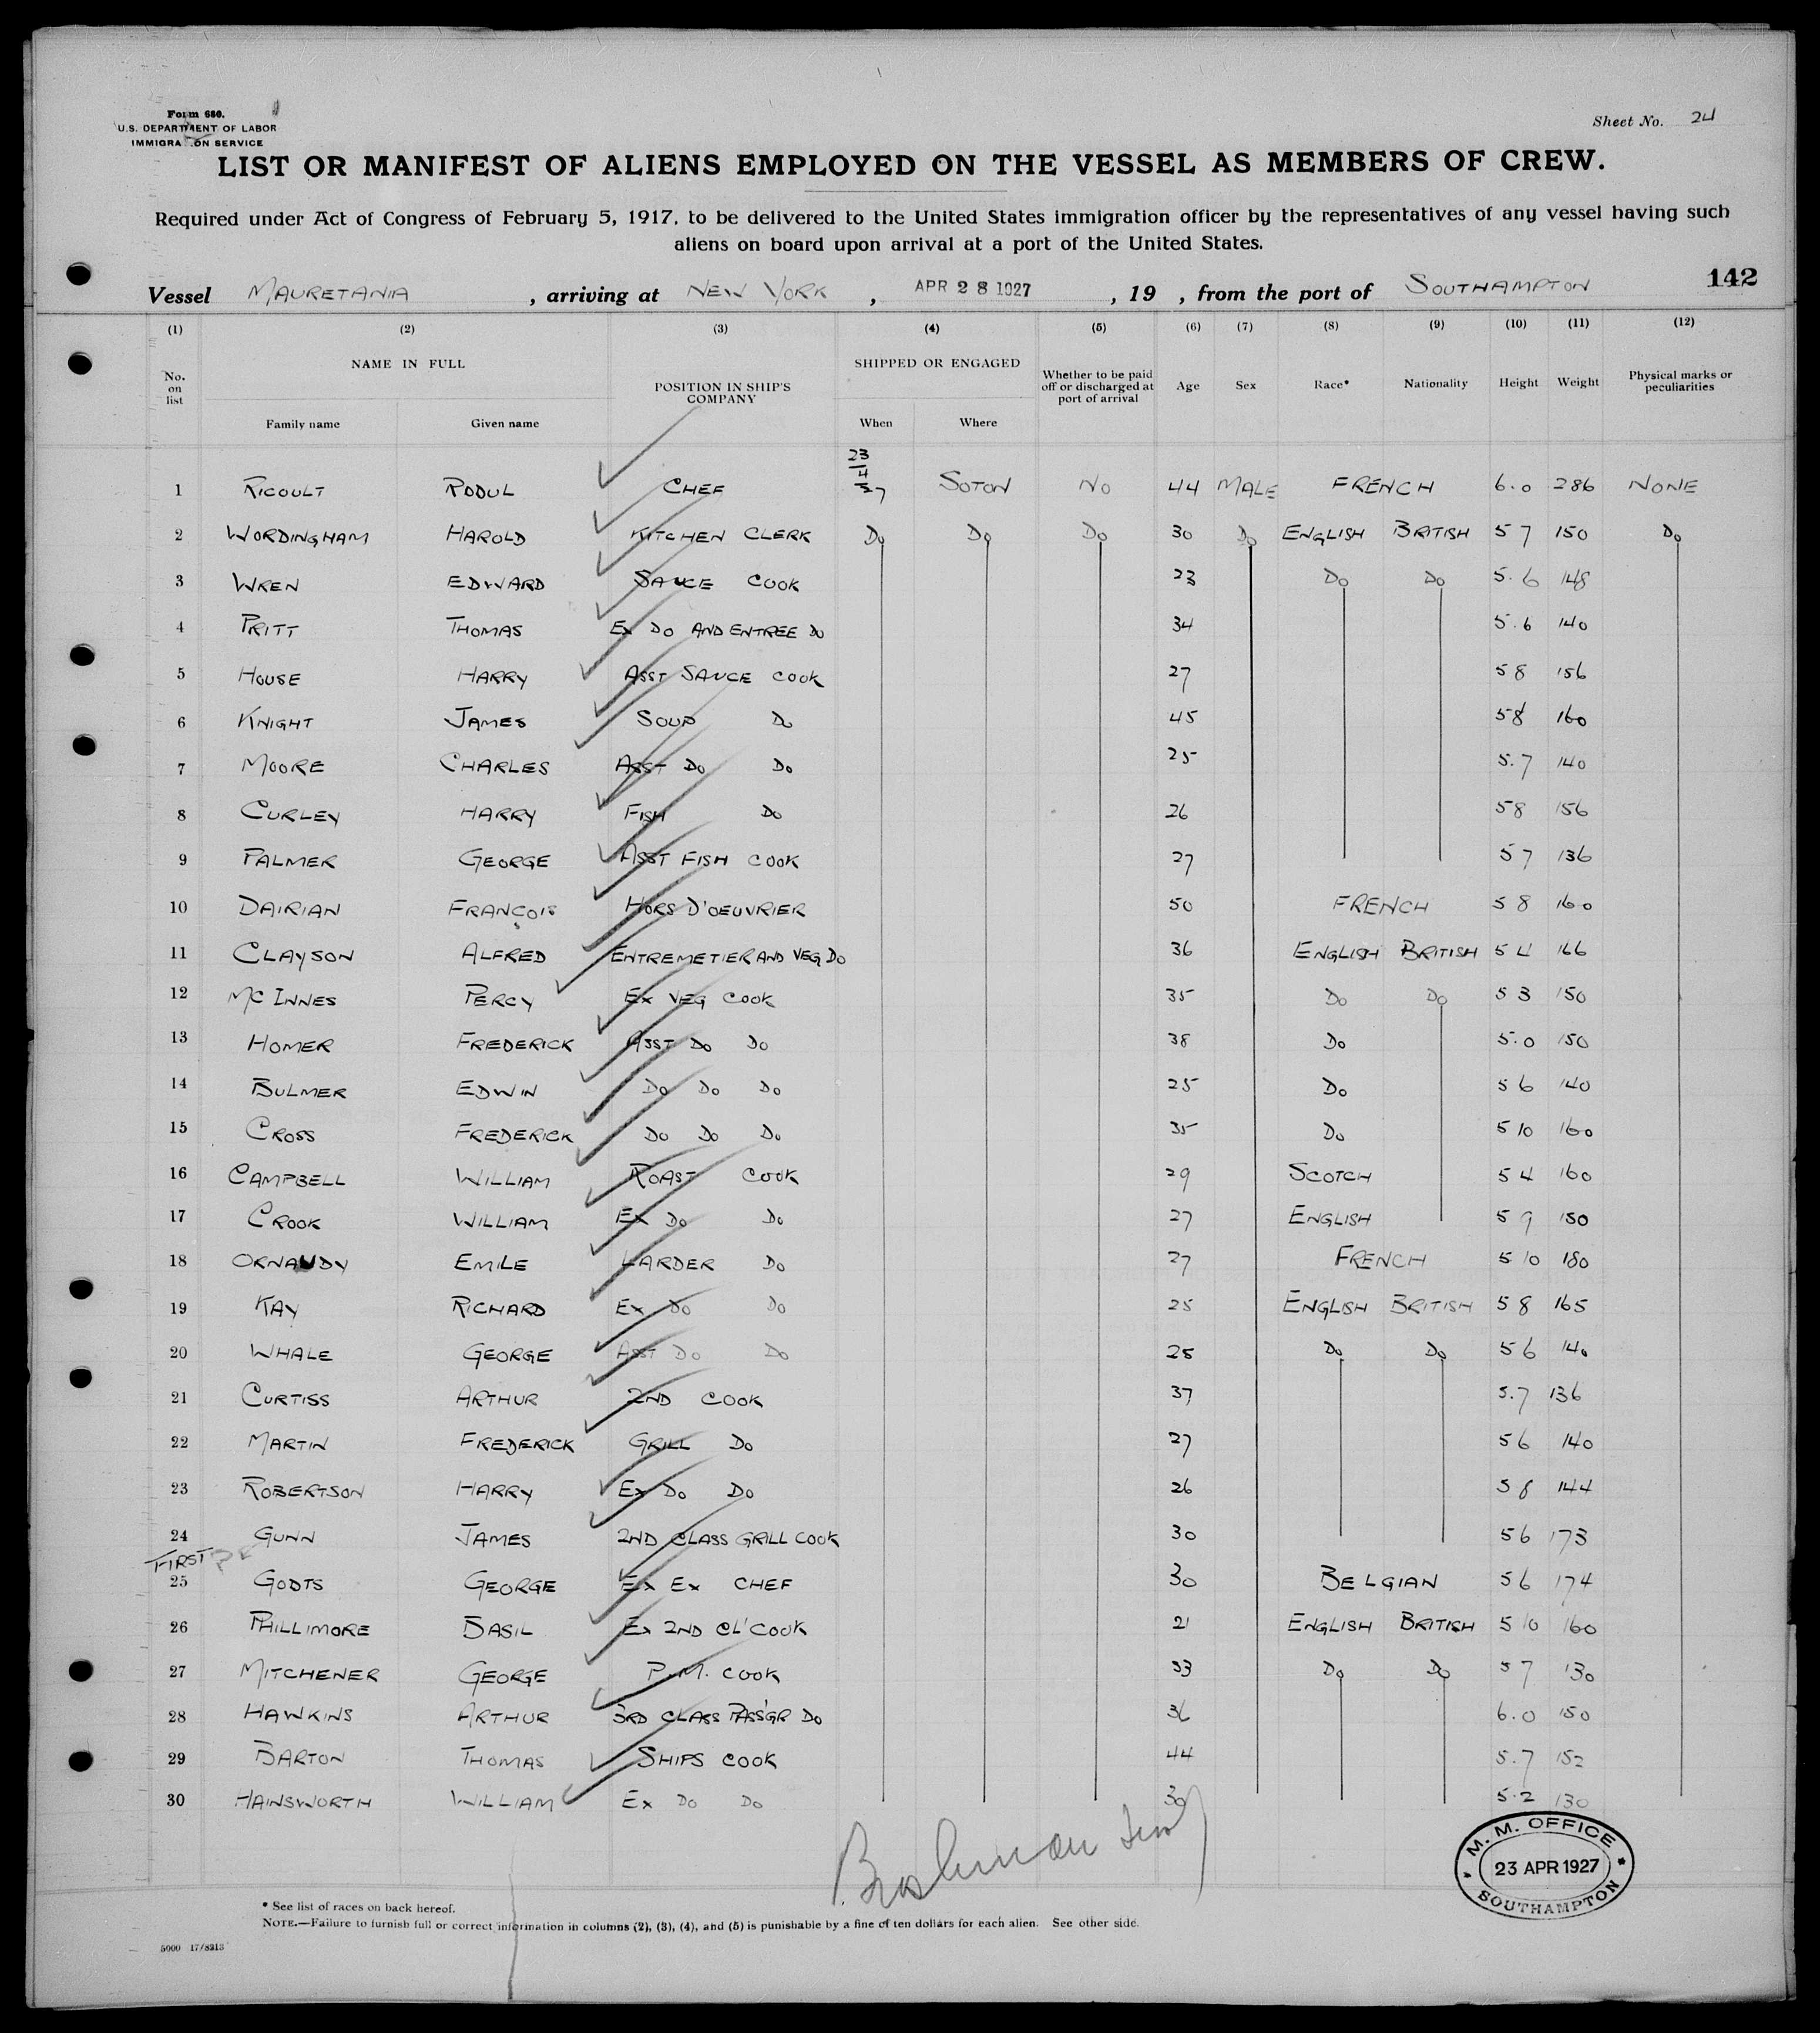 Form 680.
U.S. DEPARTMENT OF LABOR
IMMIGRATION SERVICE
Sheet No. 24
LIST OR MANIFEST OF ALIENS EMPLOYED ON THE VESSEL AS MEMBERS OF CREW.
Required under Act of Congress of February 5, 1917, to be delivered to the United States immigration officer by the representatives of any vessel having such
aliens on board upon arrival at a port of the United States.
142
Vessel MAURETANIA , arriving at NEW YORK , APR 28 1927 , 19 , from the port of SOUTHAMPTON
(1) (2) (3) (4) (5) (6) (7) (8) (9) (10) (11) (12)
No. on list NAME IN FULL Family name Given name POSITION IN SHIP'S COMPANY SHIPPED OR ENGAGED When Where Whether to be paid off or discharged at port of arrival Age Sex Race* Nationality Height Weight Physical marks or peculiarities
1 RICOULT RODUL CHEF 23/4/27 SOTON NO 44 MALE FRENCH 6.0 286 NONE
2 WORDINGHAM HAROLD KITCHEN CLERK DO DO DO 30 DO ENGLISH BRITISH 5 7 150 DO
3 WREN EDWARD SAUCE COOK 23 DO DO 5.6 148
4 PRITT THOMAS EX DO AND ENTREE DO 34 5.6 140
5 HOUSE HARRY ASST SAUCE COOK 27 5 8 156
6 KNIGHT JAMES SOUP DO 45 5 8 160
7 MOORE CHARLES ASST DO DO 25 5.7 140
8 CURLEY HARRY FISH DO 26 5 8 156
9 PALMER GEORGE ASST FISH COOK 27 5 7 136
10 DAIRIAN FRANÇOIS HORS D'OEUVRIER 50 FRENCH 5 8 160
11 CLAYSON ALFRED ENTREMETIER AND VEG DO 36 ENGLISH BRITISH 5 4 166
12 MC INNES PERCY EX VEG COOK 35 DO DO 5 3 150
13 HOMER FREDERICK ASST DO DO 38 DO 5.0 150
14 BULMER EDWIN DO DO DO 25 DO 5 6 140
15 CROSS FREDERICK DO DO DO 35 DO 5 10 160
16 CAMPBELL WILLIAM ROAST COOK 29 SCOTCH 5 4 160
17 CROOK WILLIAM EX DO DO 27 ENGLISH 5 9 150
18 ORNAUDY EMILE LARDER DO 27 FRENCH 5 10 180
19 KAY RICHARD EX DO DO 25 ENGLISH BRITISH 5 8 165
20 WHALE GEORGE ASST DO DO 25 DO DO 5 6 140
21 CURTISS ARTHUR 2ND COOK 37 5.7 136
22 MARTIN FREDERICK GRILL DO 27 5 6 140
23 ROBERTSON HARRY EX DO DO 26 5 8 144
24 GUNN JAMES 2ND CLASS GRILL COOK 30 5 6 173
FIRST
25 GODTS GEORGE EX EX CHEF 30 BELGIAN 5 6 174
26 PHILLIMORE BASIL EX 2ND CL' COOK 21 ENGLISH BRITISH 5 10 160
27 MITCHENER GEORGE P.M. COOK 33 DO DO 5 7 130
28 HAWKINS ARTHUR 3RD CLASS PASS'GR DO 36 6.0 150
29 BARTON THOMAS SHIPS COOK 44 5.7 152
30 HAINSWORTH WILLIAM EX DO DO 30 5.2 130
M. M. OFFICE
23 APR 1927
SOUTHAMPTON
* See list of races on back hereof.
NOTE.—Failure to furnish full or correct information in columns (2), (3), (4), and (5) is punishable by a fine of ten dollars for each alien. See other side.
5000 17/8213